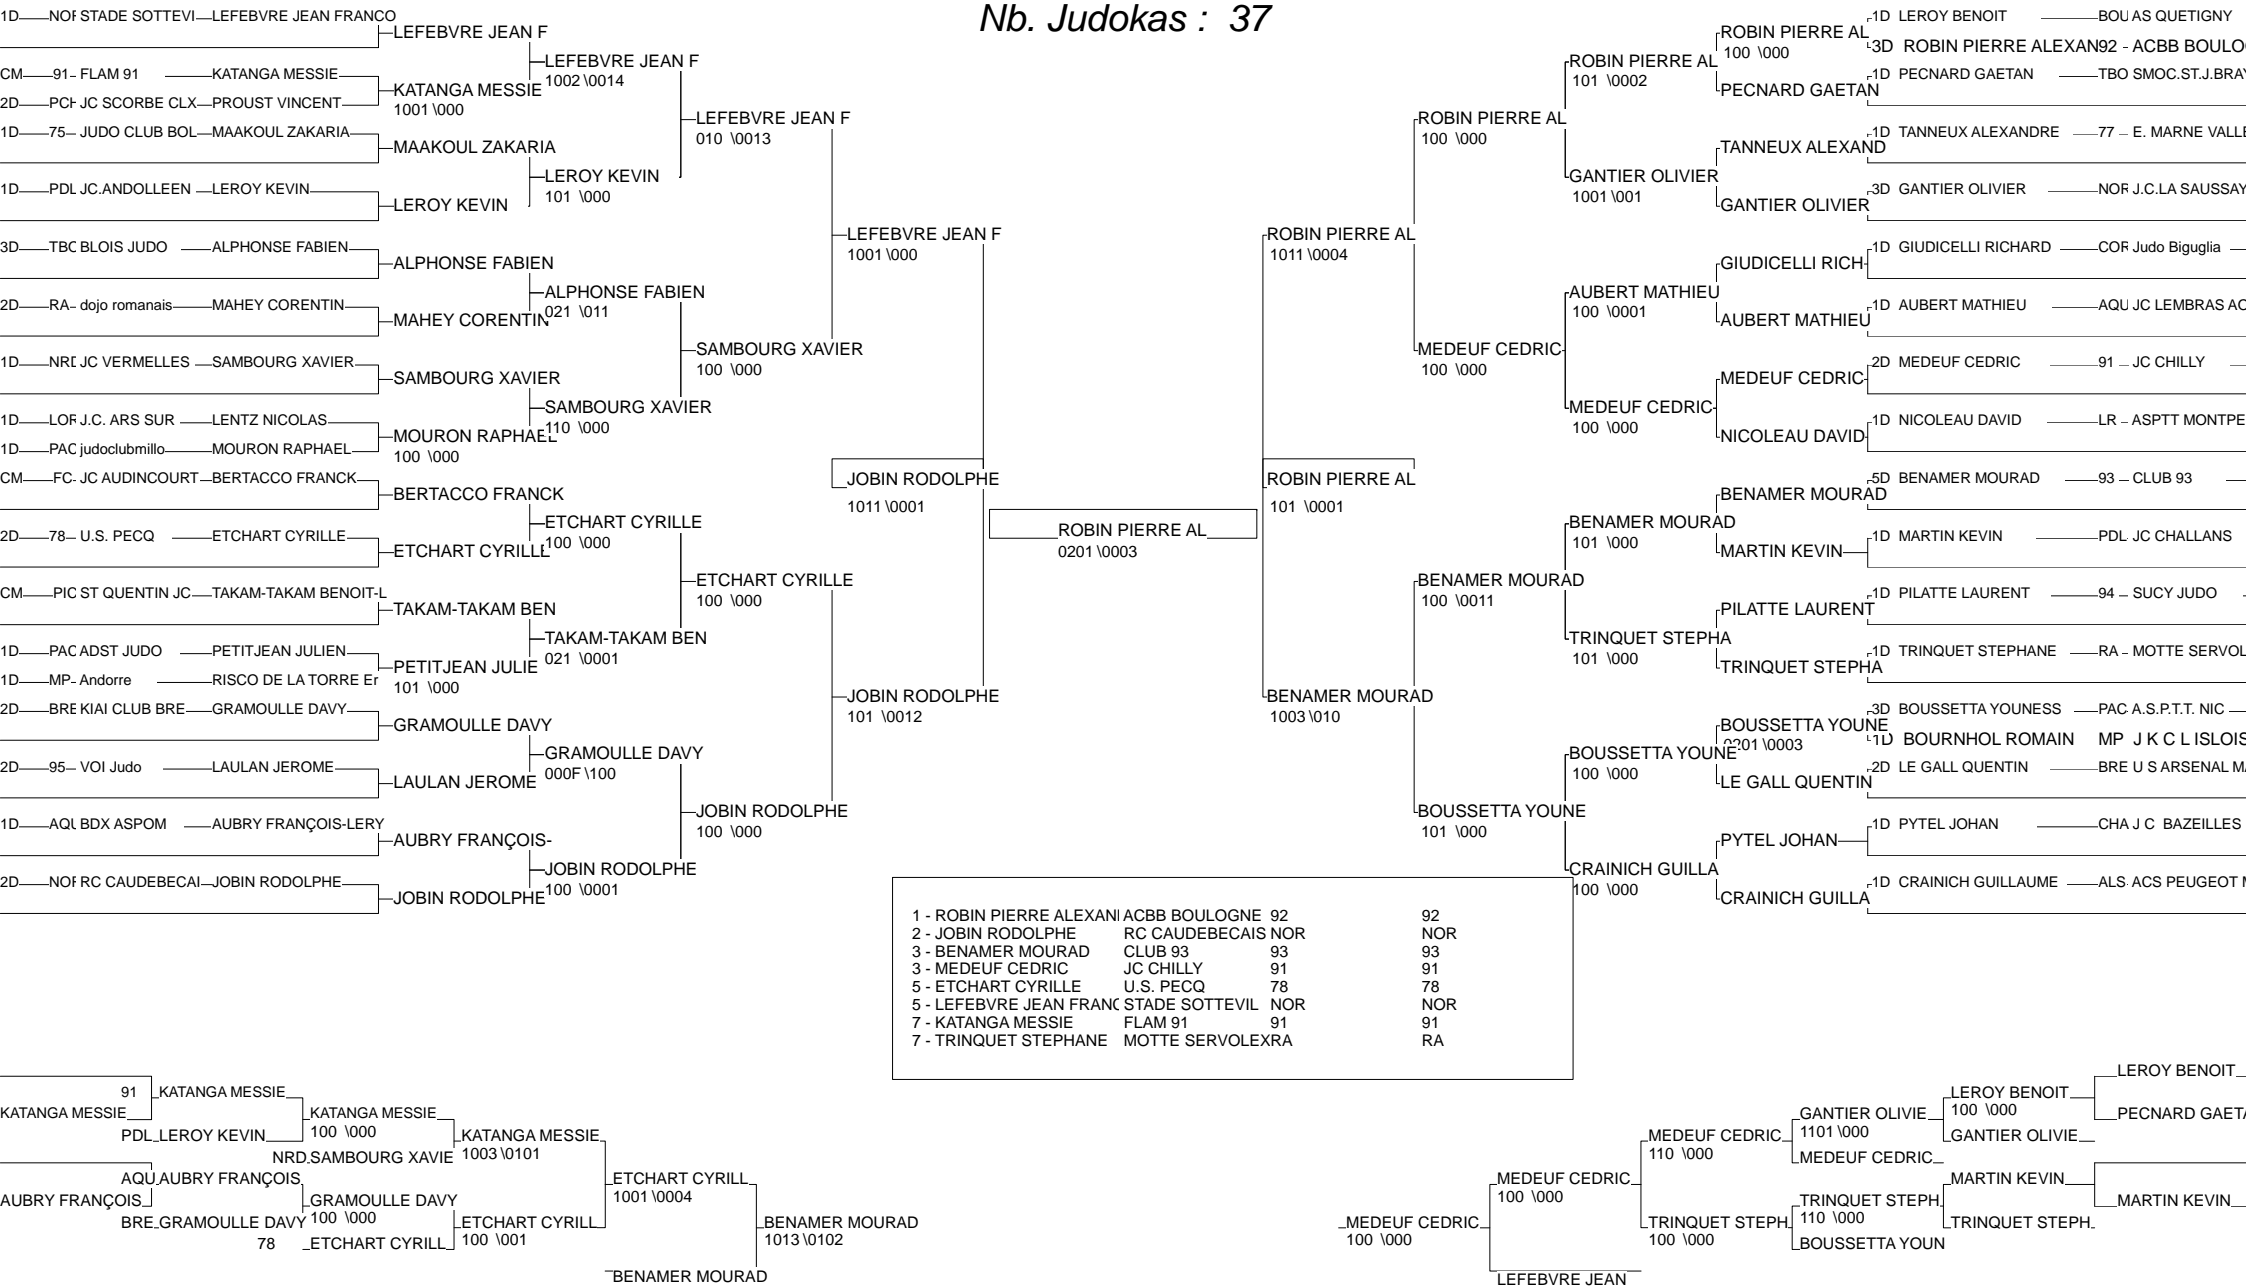 Nb. Judokas : 37
1D NOR STADE SOTTEVI LEFEBVRE JEAN FRANCO
CM 91 FLAM 91 KATANGA MESSIE
2D PCH JC SCORBE CLX PROUST VINCENT
1D 75 JUDO CLUB BOL MAAKOUL ZAKARIA
1D PDL JC.ANDOLLEEN LEROY KEVIN
3D TBO BLOIS JUDO ALPHONSE FABIEN
2D RA dojo romanais MAHEY CORENTIN
1D NRD JC VERMELLES SAMBOURG XAVIER
1D LOR J.C. ARS SUR LENTZ NICOLAS
1D PAC judoclubmillo MOURON RAPHAEL
CM FC JC AUDINCOURT BERTACCO FRANCK
2D 78 U.S. PECQ ETCHART CYRILLE
CM PIC ST QUENTIN JC TAKAM-TAKAM BENOIT-L
1D PAC ADST JUDO PETITJEAN JULIEN
1D MP Andorre RISCO DE LA TORRE Er
2D BRE KIAI CLUB BRE GRAMOULLE DAVY
2D 95 VOI Judo LAULAN JEROME
1D AQU BDX ASPOM AUBRY FRANÇOIS-LERY
2D NOR RC CAUDEBECAI JOBIN RODOLPHE
LEFEBVRE JEAN F
KATANGA MESSIE
1001 \000
MAAKOUL ZAKARIA
LEROY KEVIN
ALPHONSE FABIEN
MAHEY CORENTIN
SAMBOURG XAVIER
MOURON RAPHAEL
100 \000
BERTACCO FRANCK
ETCHART CYRILLE
TAKAM-TAKAM BEN
PETITJEAN JULIE
101 \000
GRAMOULLE DAVY
LAULAN JEROME
AUBRY FRANÇOIS-
JOBIN RODOLPHE
LEFEBVRE JEAN F
1002 \0014
LEROY KEVIN
101 \000
ALPHONSE FABIEN
021 \011
SAMBOURG XAVIER
110 \000
ETCHART CYRILLE
100 \000
TAKAM-TAKAM BEN
021 \0001
GRAMOULLE DAVY
000F \100
JOBIN RODOLPHE
100 \0001
LEFEBVRE JEAN F
010 \0013
SAMBOURG XAVIER
100 \000
ETCHART CYRILLE
100 \000
JOBIN RODOLPHE
100 \000
LEFEBVRE JEAN F
1001 \000
JOBIN RODOLPHE
1011 \0001
JOBIN RODOLPHE
101 \0012
ROBIN PIERRE AL
0201 \0003
ROBIN PIERRE AL
1011 \0004
ROBIN PIERRE AL
101 \0001
BENAMER MOURAD
1003 \010
ROBIN PIERRE AL
100 \000
MEDEUF CEDRIC
100 \000
BENAMER MOURAD
100 \0011
BOUSSETTA YOUNE
101 \000
ROBIN PIERRE AL
101 \0002
GANTIER OLIVIER
1001 \001
AUBERT MATHIEU
100 \0001
MEDEUF CEDRIC
100 \000
BENAMER MOURAD
101 \000
TRINQUET STEPHA
101 \000
BOUSSETTA YOUNE
100 \000
CRAINICH GUILLA
100 \000
ROBIN PIERRE AL
100 \000
PECNARD GAETAN
TANNEUX ALEXAND
GANTIER OLIVIER
GIUDICELLI RICH
AUBERT MATHIEU
MEDEUF CEDRIC
NICOLEAU DAVID
BENAMER MOURAD
MARTIN KEVIN
PILATTE LAURENT
TRINQUET STEPHA
BOUSSETTA YOUNE
0201 \0003
LE GALL QUENTIN
PYTEL JOHAN
CRAINICH GUILLA
1D LEROY BENOIT BOU AS QUETIGNY
3D ROBIN PIERRE ALEXAN 92 - ACBB BOULOG
1D PECNARD GAETAN TBO SMOC.ST.J.BRAY
1D TANNEUX ALEXANDRE 77 E. MARNE VALLE
3D GANTIER OLIVIER NOR J.C.LA SAUSSAY
1D GIUDICELLI RICHARD COR Judo Biguglia
1D AUBERT MATHIEU AQU JC LEMBRAS AC
2D MEDEUF CEDRIC 91 JC CHILLY
1D NICOLEAU DAVID LR ASPTT MONTPE
5D BENAMER MOURAD 93 CLUB 93
1D MARTIN KEVIN PDL JC CHALLANS
1D PILATTE LAURENT 94 SUCY JUDO
1D TRINQUET STEPHANE RA MOTTE SERVOL
3D BOUSSETTA YOUNESS PAC A.S.P.T.T. NIC
1D BOURNHOL ROMAIN MP J K C L ISLOIS
2D LE GALL QUENTIN BRE U S ARSENAL MA
1D PYTEL JOHAN CHA J C BAZEILLES
1D CRAINICH GUILLAUME ALS ACS PEUGEOT M
1 - ROBIN PIERRE ALEXAN ACBB BOULOGNE 92 92
2 - JOBIN RODOLPHE RC CAUDEBECAIS NOR NOR
3 - BENAMER MOURAD CLUB 93 93 93
3 - MEDEUF CEDRIC JC CHILLY 91 91
5 - ETCHART CYRILLE U.S. PECQ 78 78
5 - LEFEBVRE JEAN FRANC STADE SOTTEVIL NOR NOR
7 - KATANGA MESSIE FLAM 91 91 91
7 - TRINQUET STEPHANE MOTTE SERVOLEX RA RA
KATANGA MESSIE
AUBRY FRANÇOIS
91 KATANGA MESSIE
PDL LEROY KEVIN
AQU AUBRY FRANÇOIS
BRE GRAMOULLE DAVY
KATANGA MESSIE
100 \000
NRD SAMBOURG XAVIE
GRAMOULLE DAVY
100 \000
78 ETCHART CYRILL
KATANGA MESSIE
1003 \0101
ETCHART CYRILL
100 \001
ETCHART CYRILL
1001 \0004
BENAMER MOURAD
BENAMER MOURAD
1013 \0102
MEDEUF CEDRIC
100 \000
MEDEUF CEDRIC
100 \000
LEFEBVRE JEAN
MEDEUF CEDRIC
110 \000
TRINQUET STEPH
100 \000
GANTIER OLIVIE
1101 \000
MEDEUF CEDRIC
TRINQUET STEPH
110 \000
BOUSSETTA YOUN
LEROY BENOIT
100 \000
GANTIER OLIVIE
MARTIN KEVIN
TRINQUET STEPH
LEROY BENOIT
PECNARD GAETA
MARTIN KEVIN